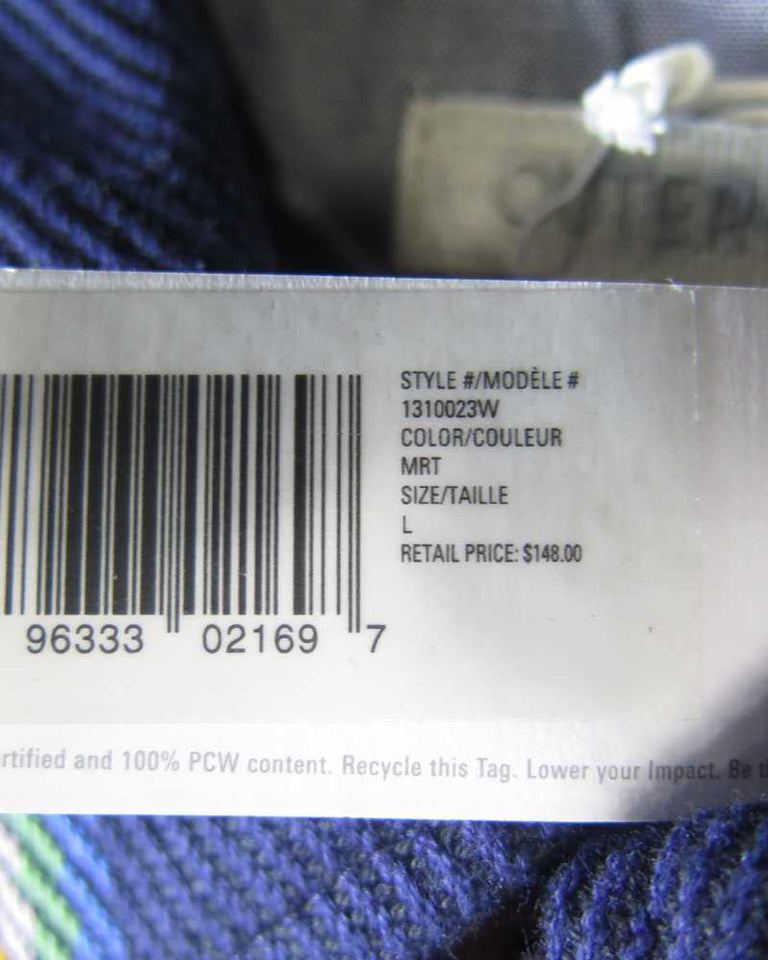 STYLE #/MODÈLE #
1310023W
COLOR/COULEUR
MRT
SIZE/TAILLE
L
RETAIL PRICE: $148.00
96333 02169 7
rtified and 100% PCW content. Recycle this Tag. Lower your Impact. Be